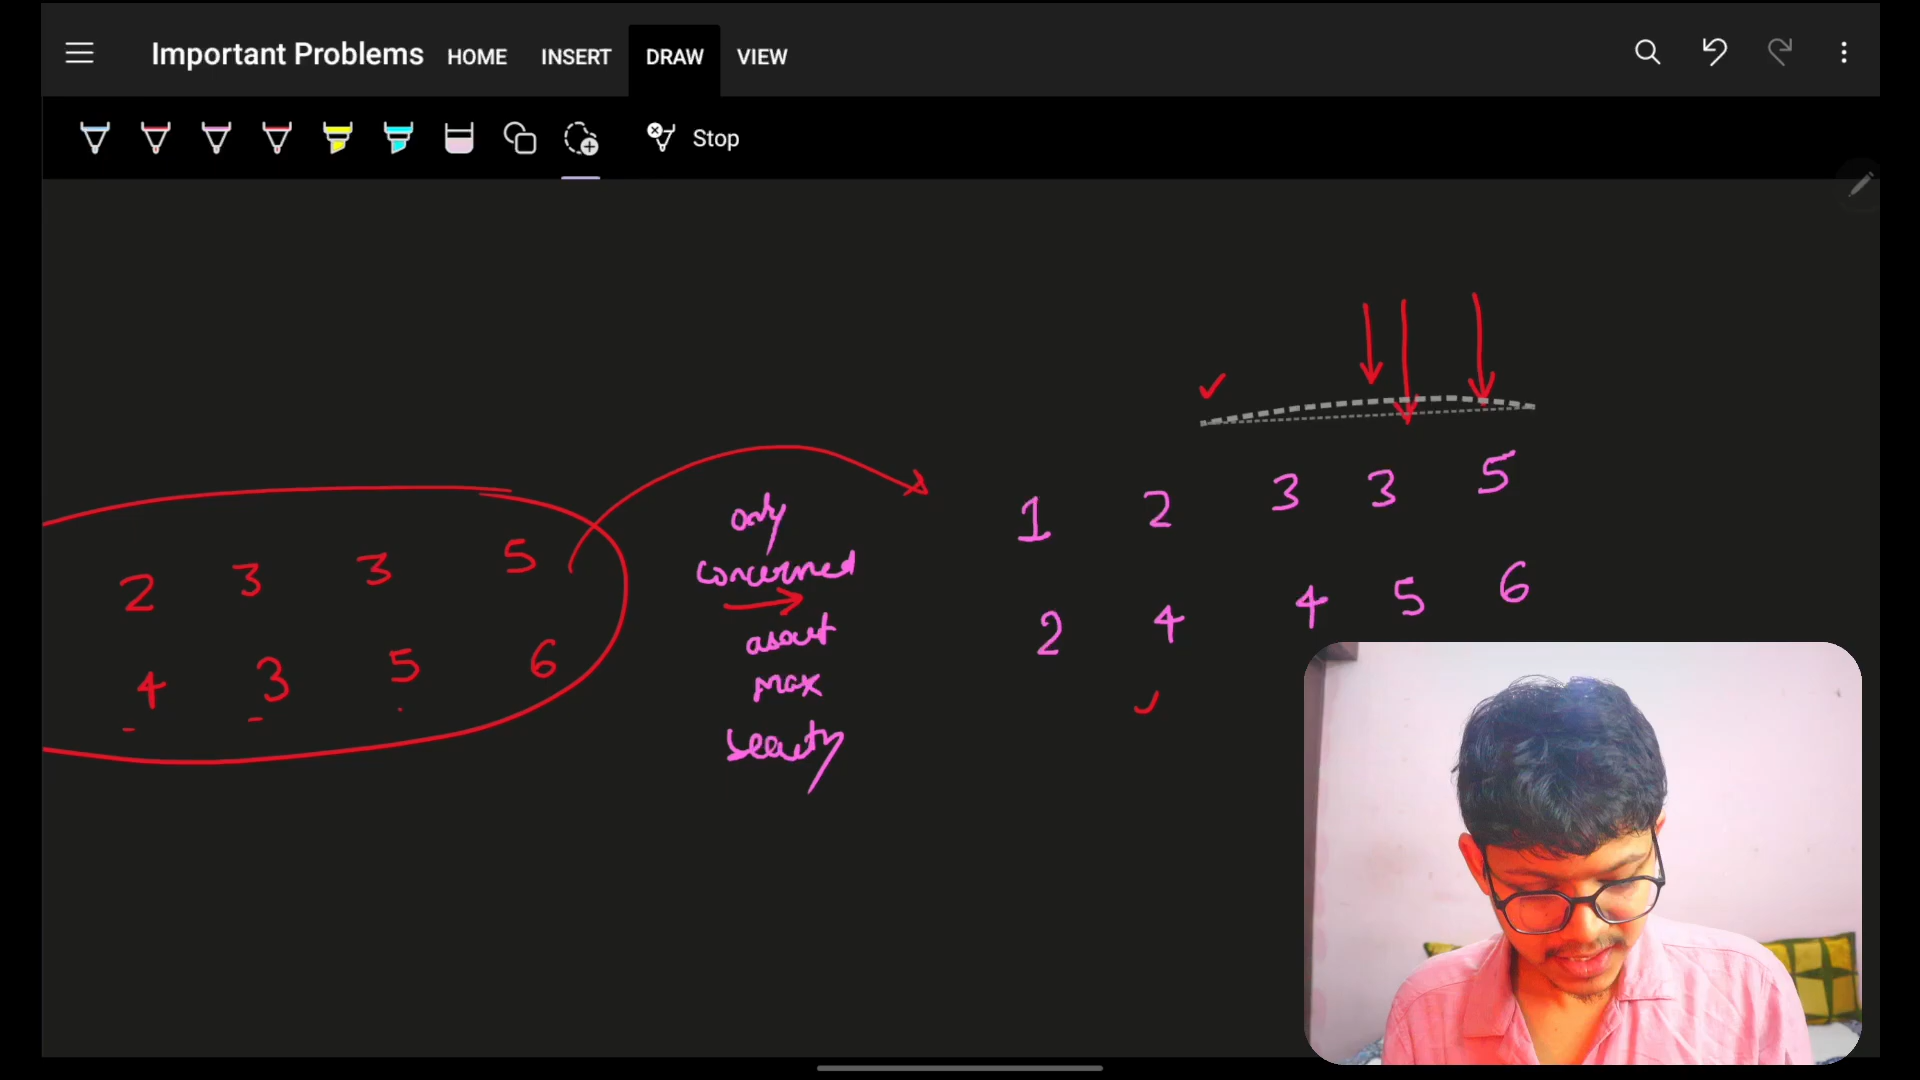 Important Problems HOME INSERT DRAW VIEW
Stop
2 3 3 5
4 3 5 6
only
concerned
about
max
beauty
1 2 3 3 5
2 4 4 5 6